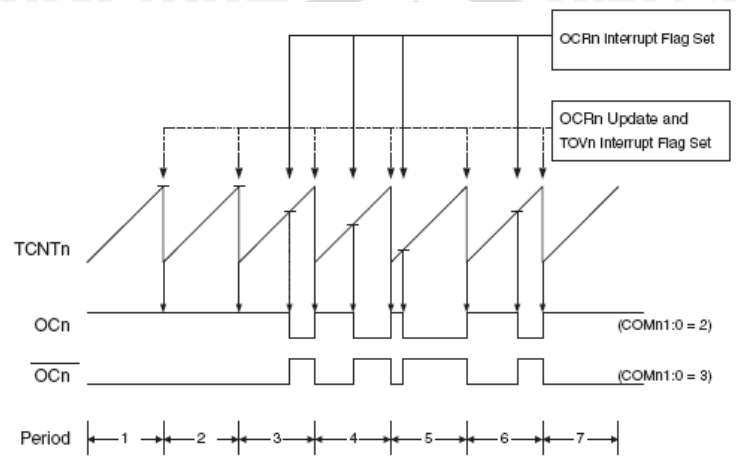 OCRn Interrupt Flag Set
OCRn Update and
TOVn Interrupt Flag Set
TCNTn
OCn
(COMn1:0 = 2)
OCn
(COMn1:0 = 3)
Period
1
2
3
4
5
6
7